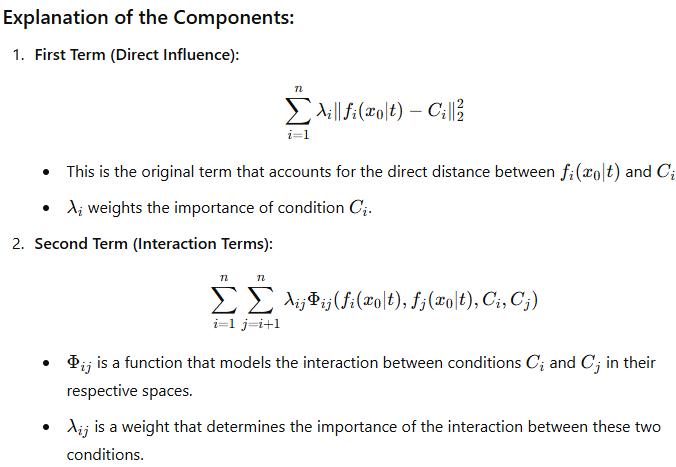 Explanation of the Components:
1. First Term (Direct Influence):
$\sum_{i=1}^{n} \lambda_i \| f_i(x_0|t) - C_i \|_2^2$
• This is the original term that accounts for the direct distance between $f_i(x_0|t)$ and $C_i$
• $\lambda_i$ weights the importance of condition $C_i$.
2. Second Term (Interaction Terms):
$\sum_{i=1}^{n} \sum_{j=i+1}^{n} \lambda_{ij} \Phi_{ij}(f_i(x_0|t), f_j(x_0|t), C_i, C_j)$
• $\Phi_{ij}$ is a function that models the interaction between conditions $C_i$ and $C_j$ in their
respective spaces.
• $\lambda_{ij}$ is a weight that determines the importance of the interaction between these two
conditions.